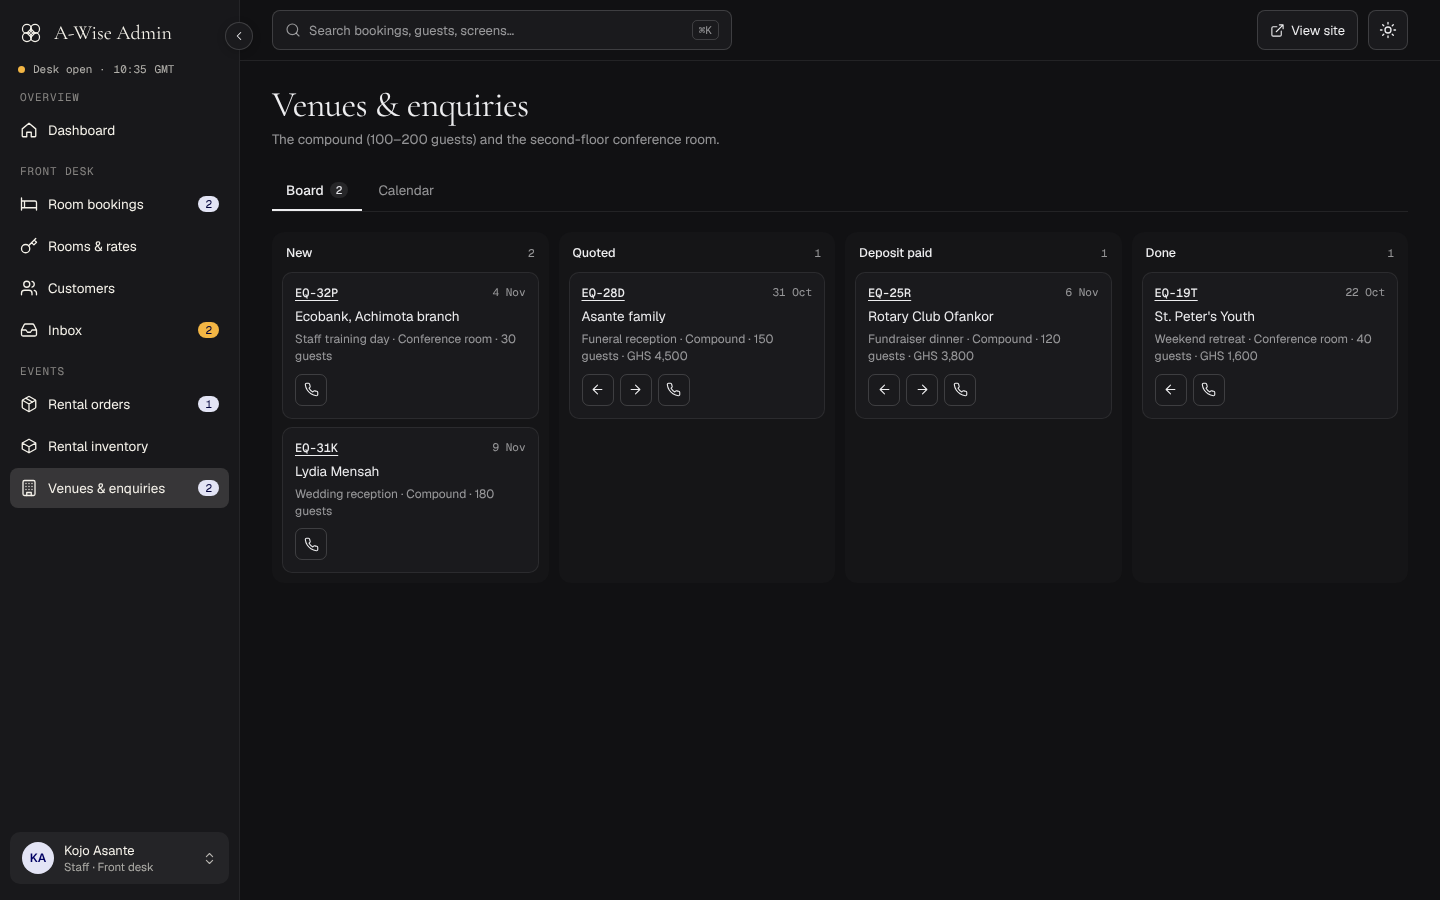 A-Wise Admin
Desk open · 10:35 GMT
OVERVIEW
Dashboard
FRONT DESK
Room bookings 2
Rooms & rates
Customers
Inbox 2
EVENTS
Rental orders 1
Rental inventory
Venues & enquiries 2
KA
Kojo Asante
Staff · Front desk
Search bookings, guests, screens... ⌘K
View site
Venues & enquiries
The compound (100–200 guests) and the second-floor conference room.
Board 2
Calendar
New 2
EQ-32P 4 Nov
Ecobank, Achimota branch
Staff training day · Conference room · 30
guests
EQ-31K 9 Nov
Lydia Mensah
Wedding reception · Compound · 180
guests
Quoted 1
EQ-28D 31 Oct
Asante family
Funeral reception · Compound · 150
guests · GHS 4,500
Deposit paid 1
EQ-25R 6 Nov
Rotary Club Ofankor
Fundraiser dinner · Compound · 120
guests · GHS 3,800
Done 1
EQ-19T 22 Oct
St. Peter's Youth
Weekend retreat · Conference room · 40
guests · GHS 1,600